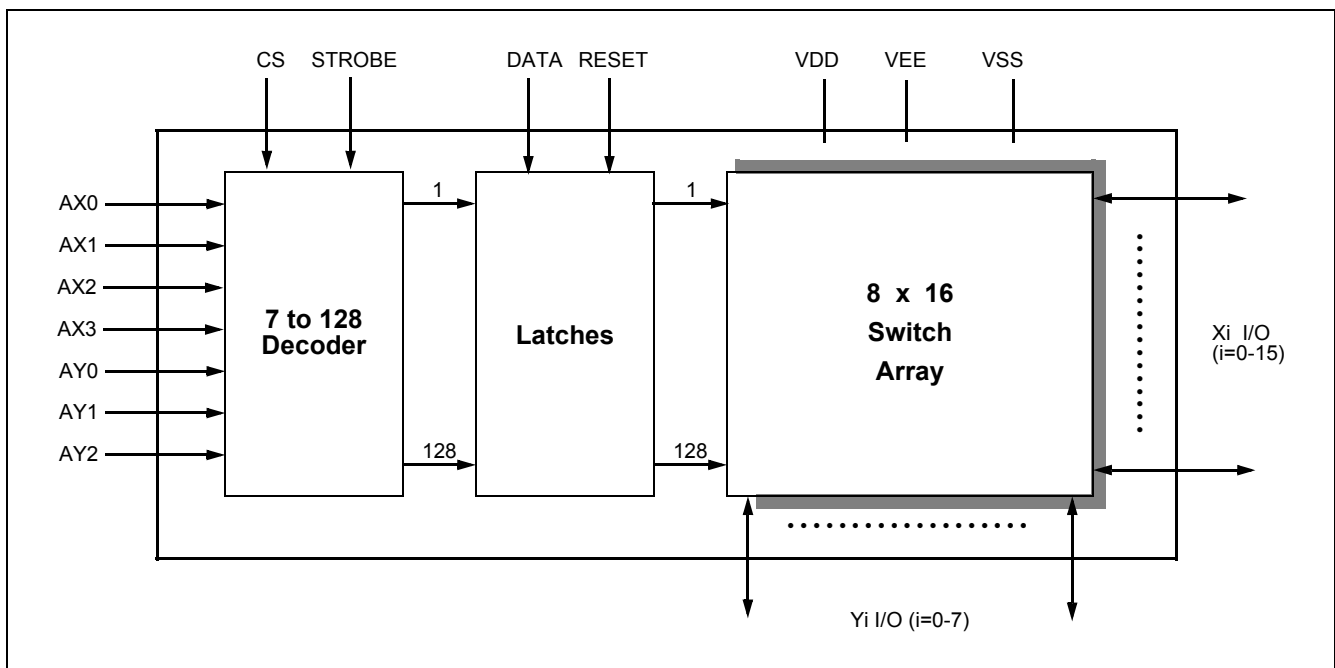 CS STROBE DATA RESET VDD VEE VSS
AX0
AX1
AX2
AX3
AY0
AY1
AY2
7 to 128
Decoder
1
128
Latches
1
128
8 x 16
Switch
Array
Xi I/O
(i=0-15)
Yi I/O (i=0-7)